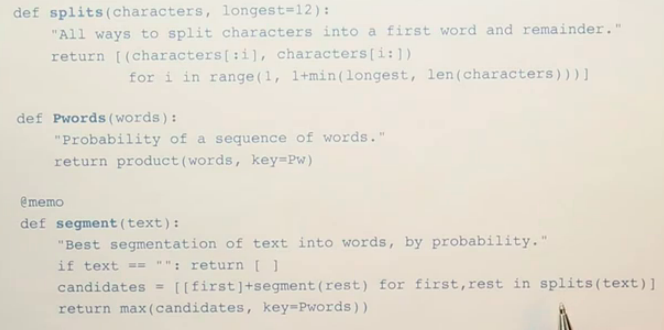 def splits(characters, longest=12):
"All ways to split characters into a first word and remainder."
return [(characters[:i], characters[i:])
for i in range(1, 1+min(longest, len(characters)))]
def Pwords(words):
"Probability of a sequence of words."
return product(words, key=Pw)
@memo
def segment(text):
"Best segmentation of text into words, by probability."
if text == "": return [ ]
candidates = [[first]+segment(rest) for first,rest in splits(text)]
return max(candidates, key=Pwords))